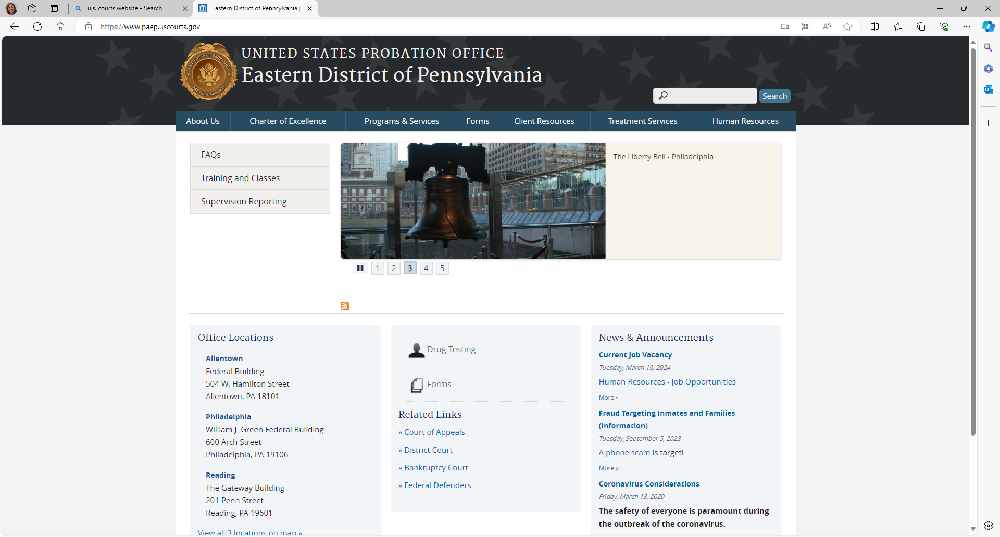 u.s. courts website - Search
Eastern District of Pennsylvania |
https://www.paep.uscourts.gov
UNITED STATES PROBATION OFFICE
Eastern District of Pennsylvania
UNITED STATES PROBATION
PRETRIAL SERVICES
Search
About Us
Charter of Excellence
Programs & Services
Forms
Client Resources
Treatment Services
Human Resources
FAQs
Training and Classes
Supervision Reporting
The Liberty Bell - Philadelphia
1 2 3 4 5
Office Locations
Allentown
Federal Building
504 W. Hamilton Street
Allentown, PA 18101
Philadelphia
William J. Green Federal Building
600 Arch Street
Philadelphia, PA 19106
Reading
The Gateway Building
201 Penn Street
Reading, PA 19601
View all 3 locations on map »
Drug Testing
Forms
Related Links
» Court of Appeals
» District Court
» Bankruptcy Court
» Federal Defenders
News & Announcements
Current Job Vacancy
Tuesday, March 19, 2024
Human Resources - Job Opportunities
More »
Fraud Targeting Inmates and Families
(Information)
Tuesday, September 5, 2023
A phone scam is targeti
More »
Coronavirus Considerations
Friday, March 13, 2020
The safety of everyone is paramount during
the outbreak of the coronavirus.